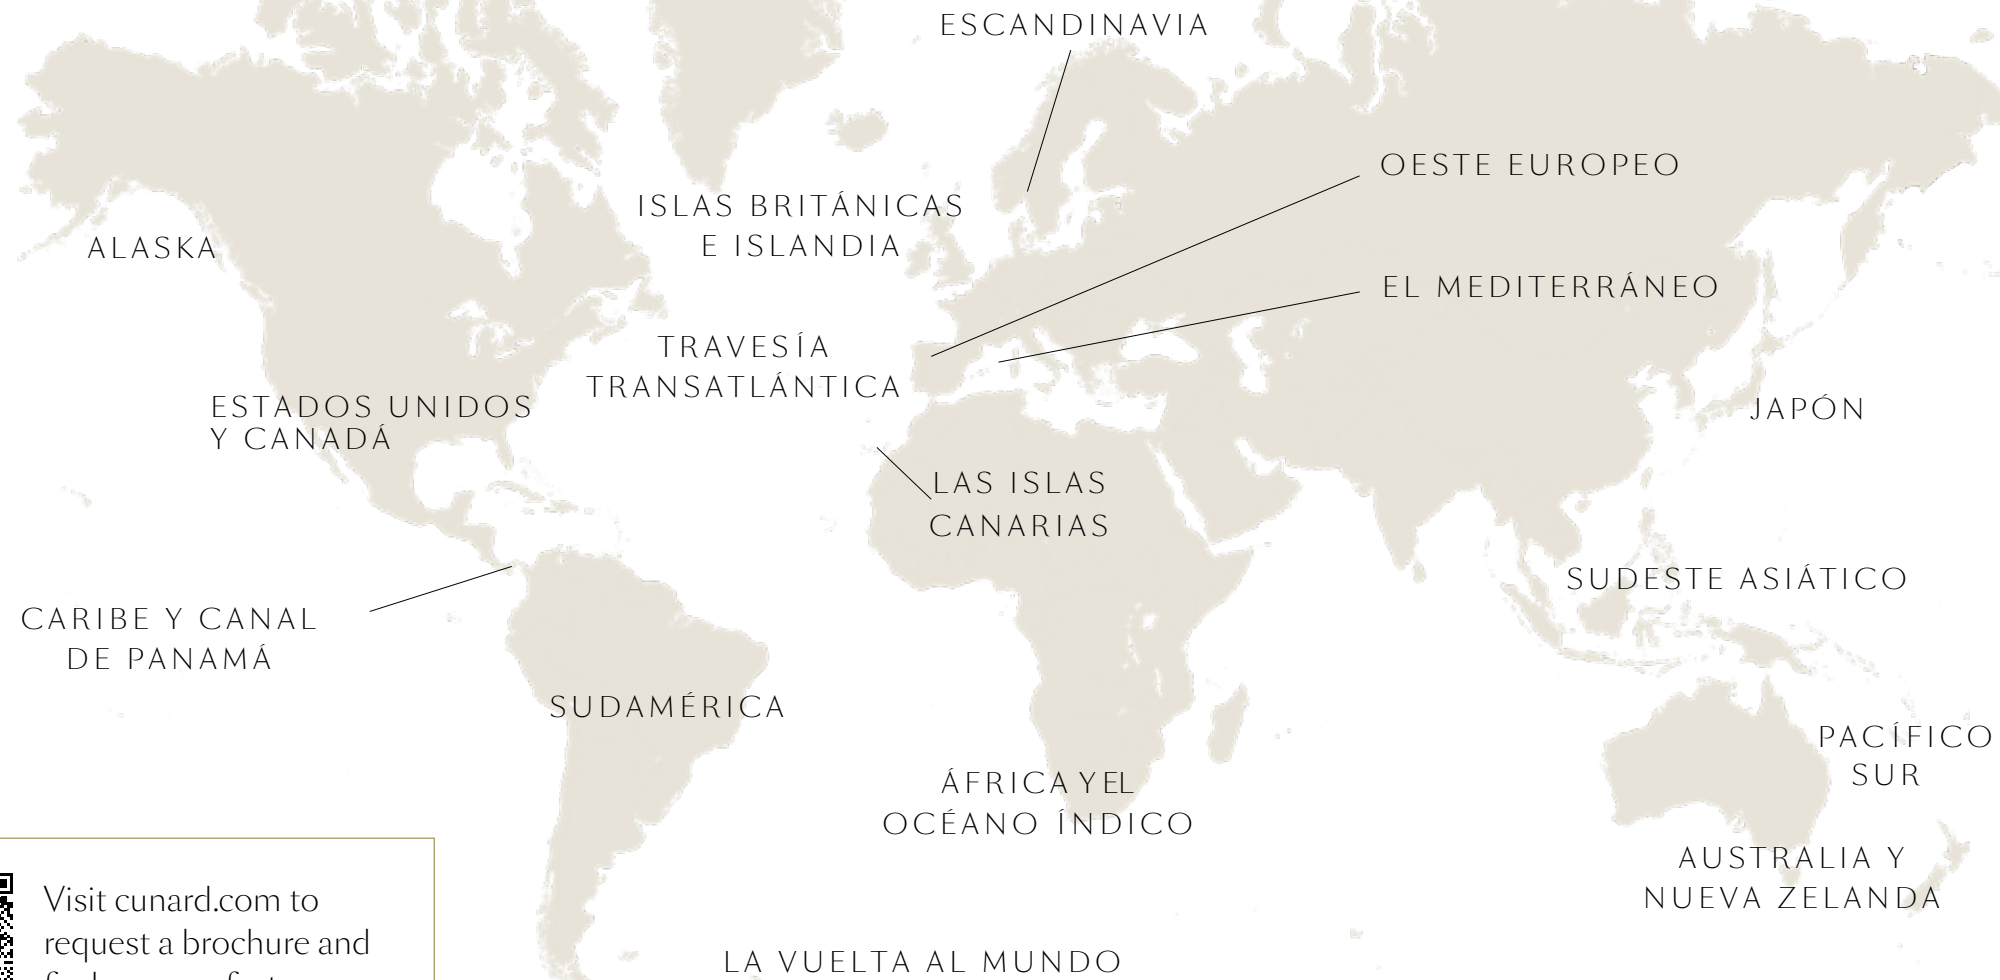 ESCANDINAVIA
OESTE EUROPEO
ISLAS BRITÁNICAS
E ISLANDIA
ALASKA
EL MEDITERRÁNEO
TRAVESÍA
TRANSATLÁNTICA
ESTADOS UNIDOS
Y CANADÁ
JAPÓN
LAS ISLAS
CANARIAS
SUDESTE ASIÁTICO
CARIBE Y CANAL
DE PANAMÁ
SUDAMÉRICA
PACÍFICO
SUR
ÁFRICA Y EL
OCÉANO ÍNDICO
AUSTRALIA Y
NUEVA ZELANDA
Visit cunard.com to
request a brochure and
LA VUELTA AL MUNDO